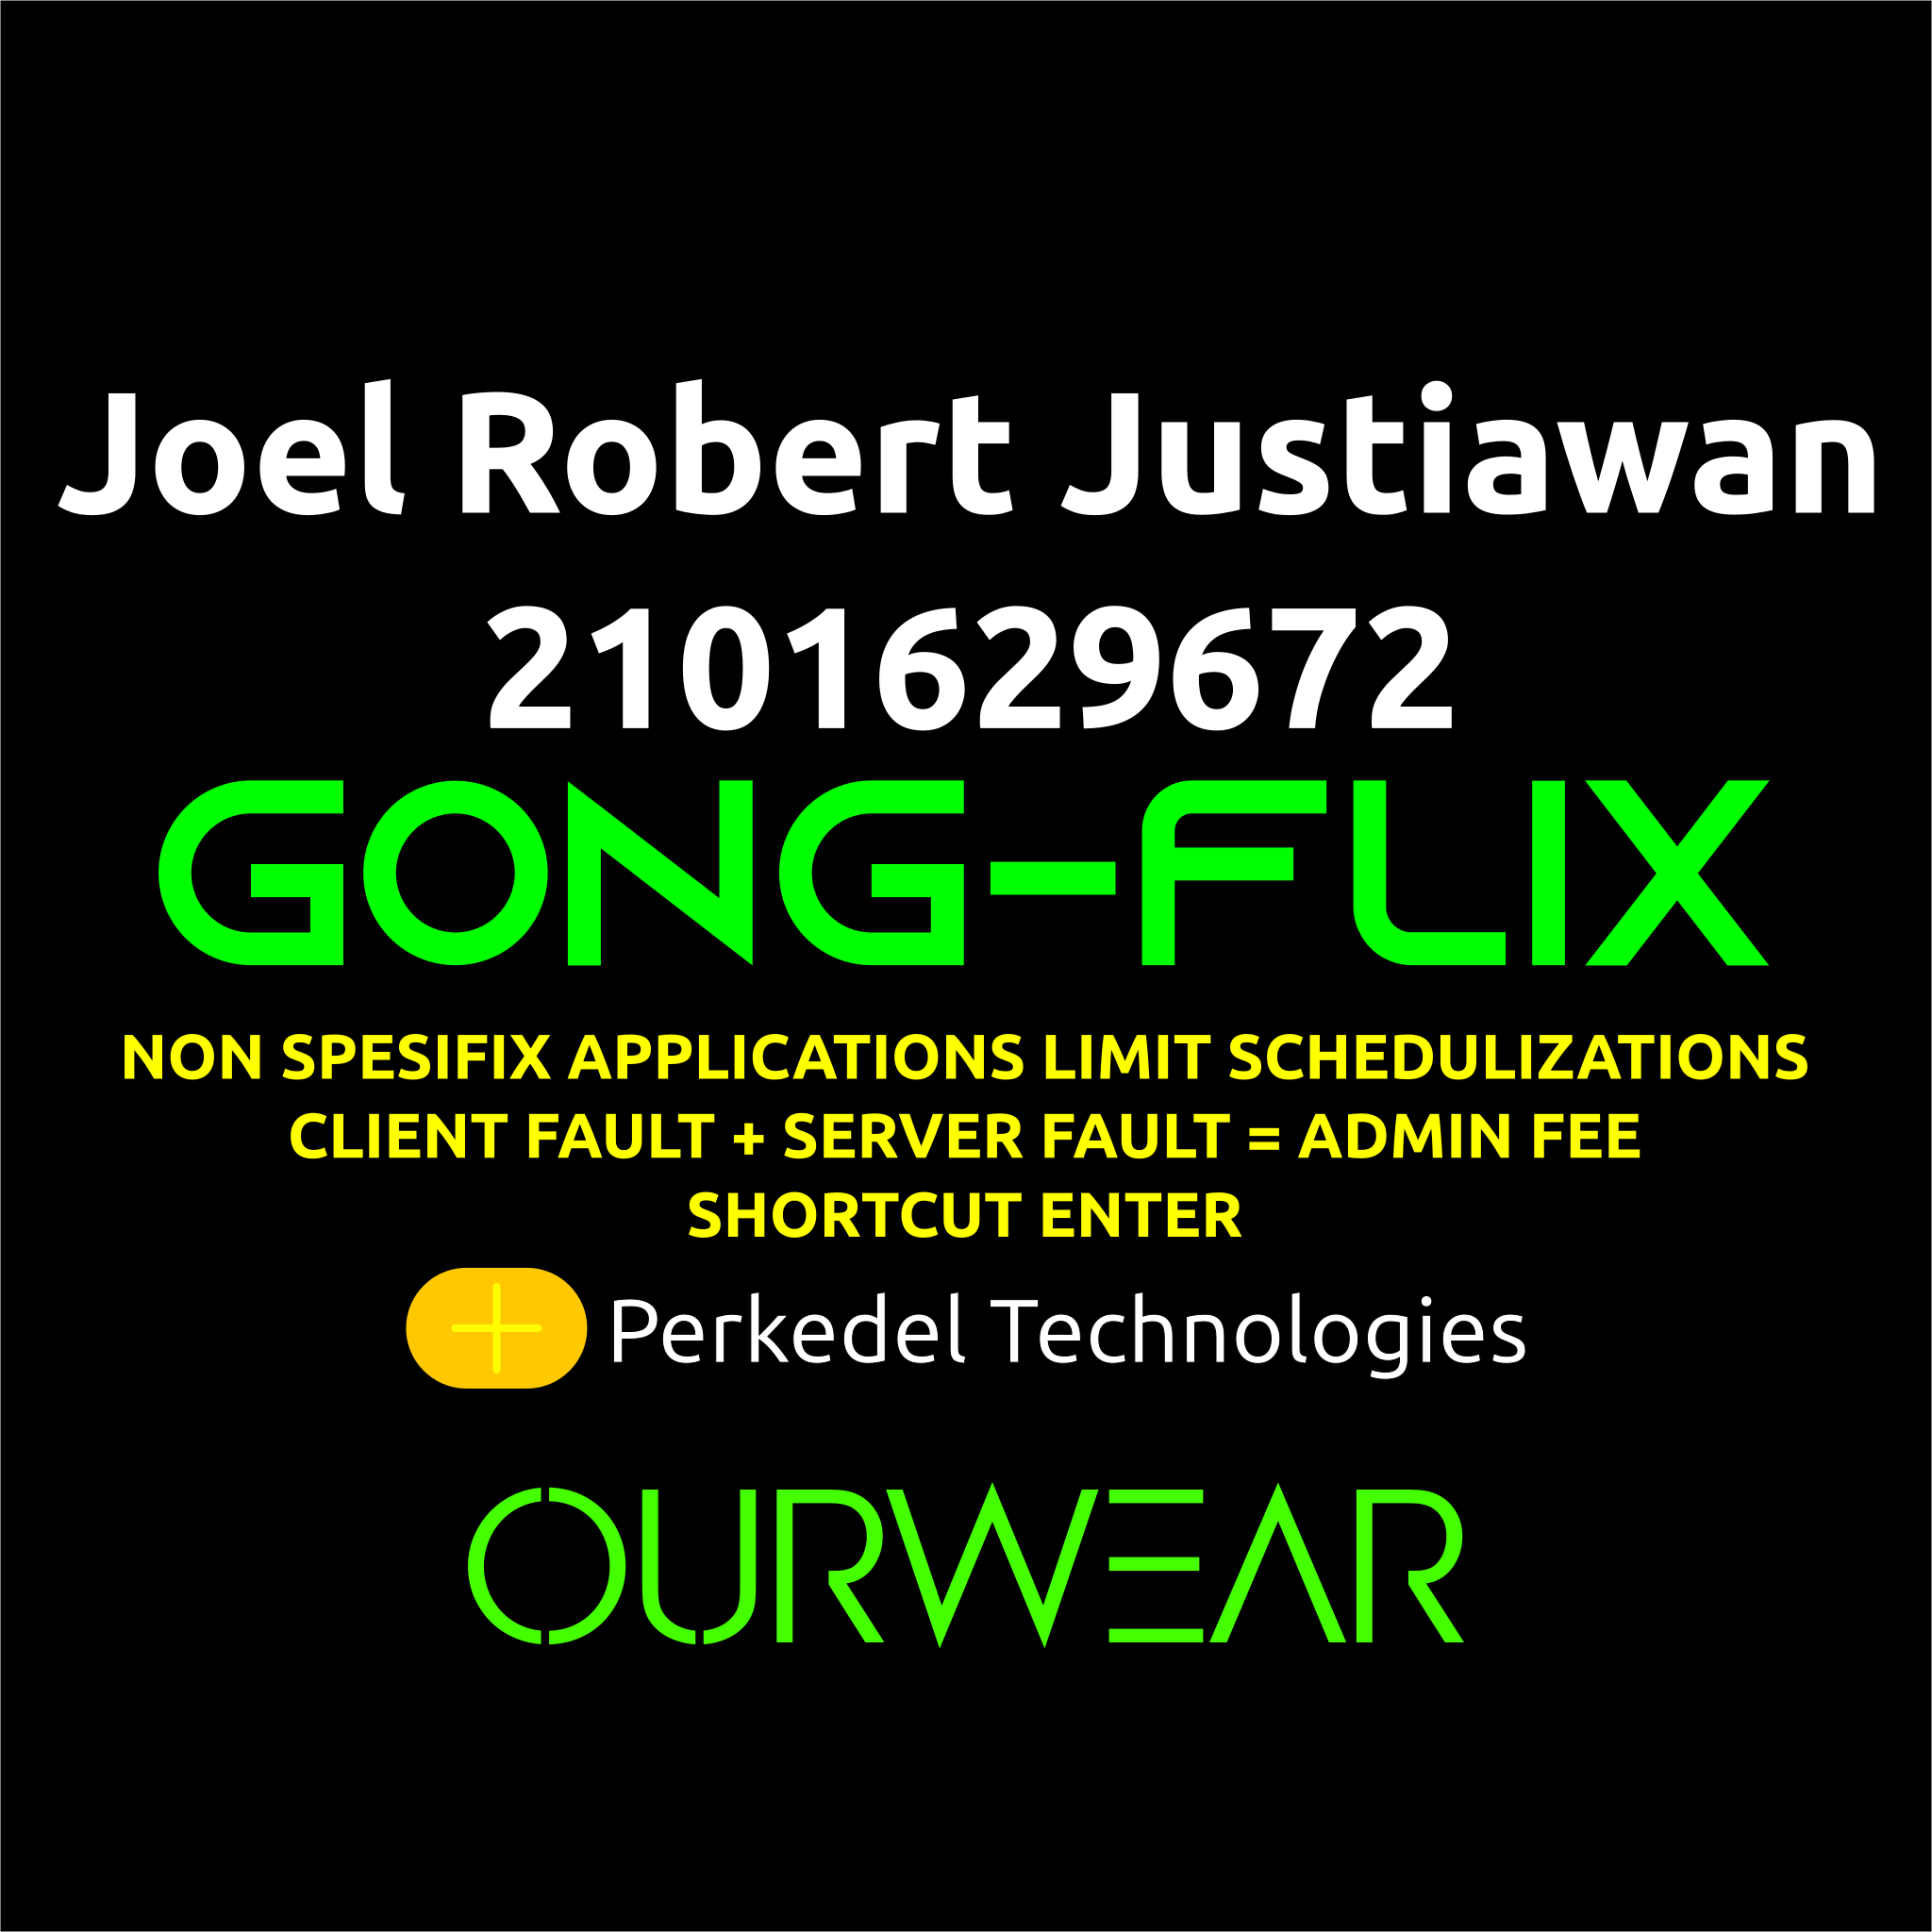 Joel Robert Justiawan
2101629672
GONG-FLIX
NON SPESIFIX APPLICATIONS LIMIT SCHEDULIZATIONS
CLIENT FAULT + SERVER FAULT = ADMIN FEE
SHORTCUT ENTER
Perkedel Technologies
OURWEAR